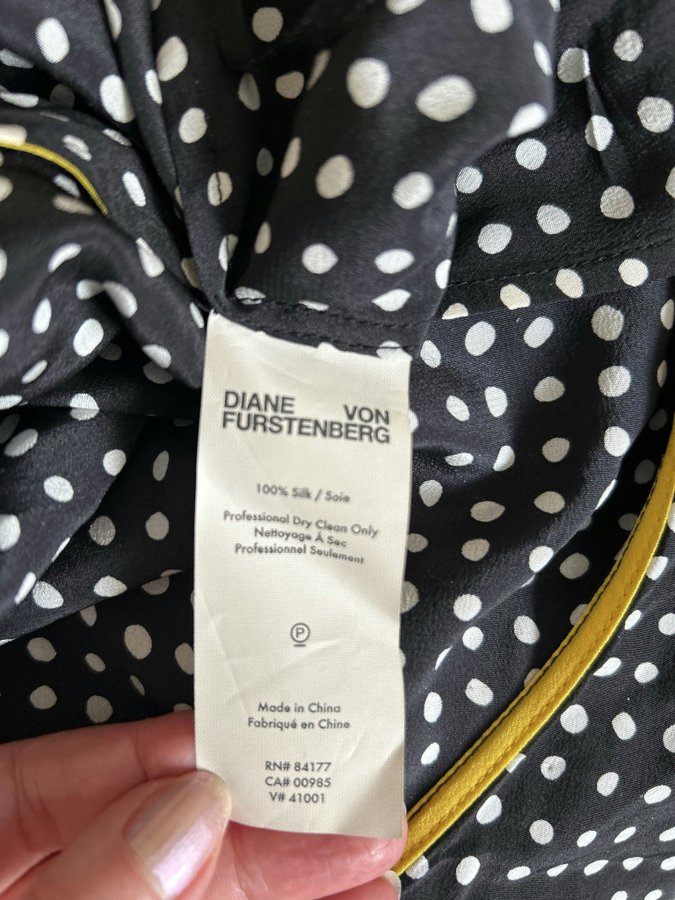 DIANE VON
FURSTENBERG
100% Silk / Soie
Professional Dry Clean Only
Nettoyage À Sec
Professionnel Seulement
P
Made in China
Fabriqué en Chine
RN# 84177
CA# 00985
V# 41001